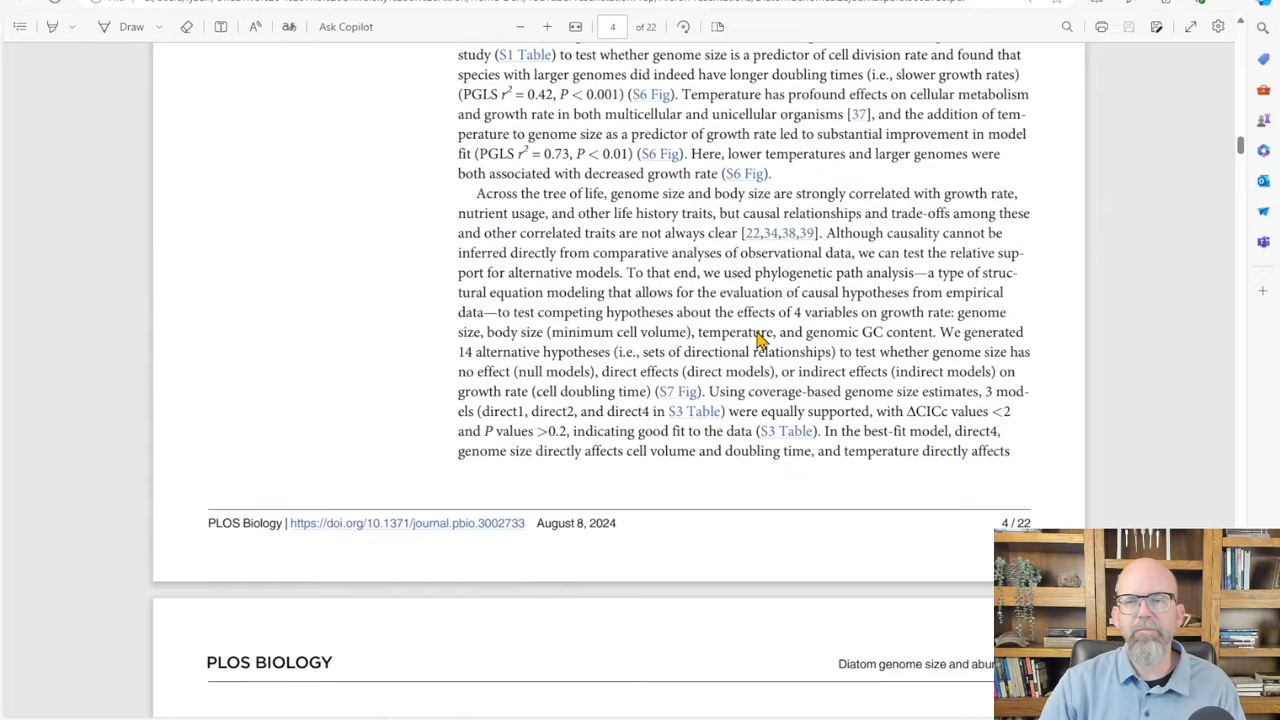 Draw
Ask Copilot
4 of 22
study (S1 Table) to test whether genome size is a predictor of cell division rate and found that
species with larger genomes did indeed have longer doubling times (i.e., slower growth rates)
(PGLS r² = 0.42, P < 0.001) (S6 Fig). Temperature has profound effects on cellular metabolism
and growth rate in both multicellular and unicellular organisms [37], and the addition of tem-
perature to genome size as a predictor of growth rate led to substantial improvement in model
fit (PGLS r² = 0.73, P < 0.01) (S6 Fig). Here, lower temperatures and larger genomes were
both associated with decreased growth rate (S6 Fig).
Across the tree of life, genome size and body size are strongly correlated with growth rate,
nutrient usage, and other life history traits, but causal relationships and trade-offs among these
and other correlated traits are not always clear [22,34,38,39]. Although causality cannot be
inferred directly from comparative analyses of observational data, we can test the relative sup-
port for alternative models. To that end, we used phylogenetic path analysis—a type of struc-
tural equation modeling that allows for the evaluation of causal hypotheses from empirical
data—to test competing hypotheses about the effects of 4 variables on growth rate: genome
size, body size (minimum cell volume), temperature, and genomic GC content. We generated
14 alternative hypotheses (i.e., sets of directional relationships) to test whether genome size has
no effect (null models), direct effects (direct models), or indirect effects (indirect models) on
growth rate (cell doubling time) (S7 Fig). Using coverage-based genome size estimates, 3 mod-
els (direct1, direct2, and direct4 in S3 Table) were equally supported, with ΔCICc values <2
and P values >0.2, indicating good fit to the data (S3 Table). In the best-fit model, direct4,
genome size directly affects cell volume and doubling time, and temperature directly affects
PLOS Biology | https://doi.org/10.1371/journal.pbio.3002733 August 8, 2024 4 / 22
PLOS BIOLOGY
Diatom genome size and